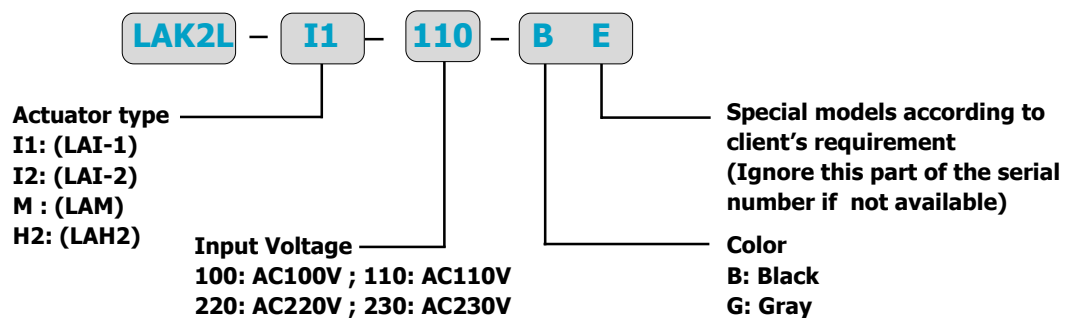 LAK2L – I1 – 110 – B E
Actuator type
I1: (LAI-1)
I2: (LAI-2)
M : (LAM)
H2: (LAH2)
Input Voltage
100: AC100V ; 110: AC110V
220: AC220V ; 230: AC230V
Special models according to
client’s requirement
(Ignore this part of the serial
number if not available)
Color
B: Black
G: Gray